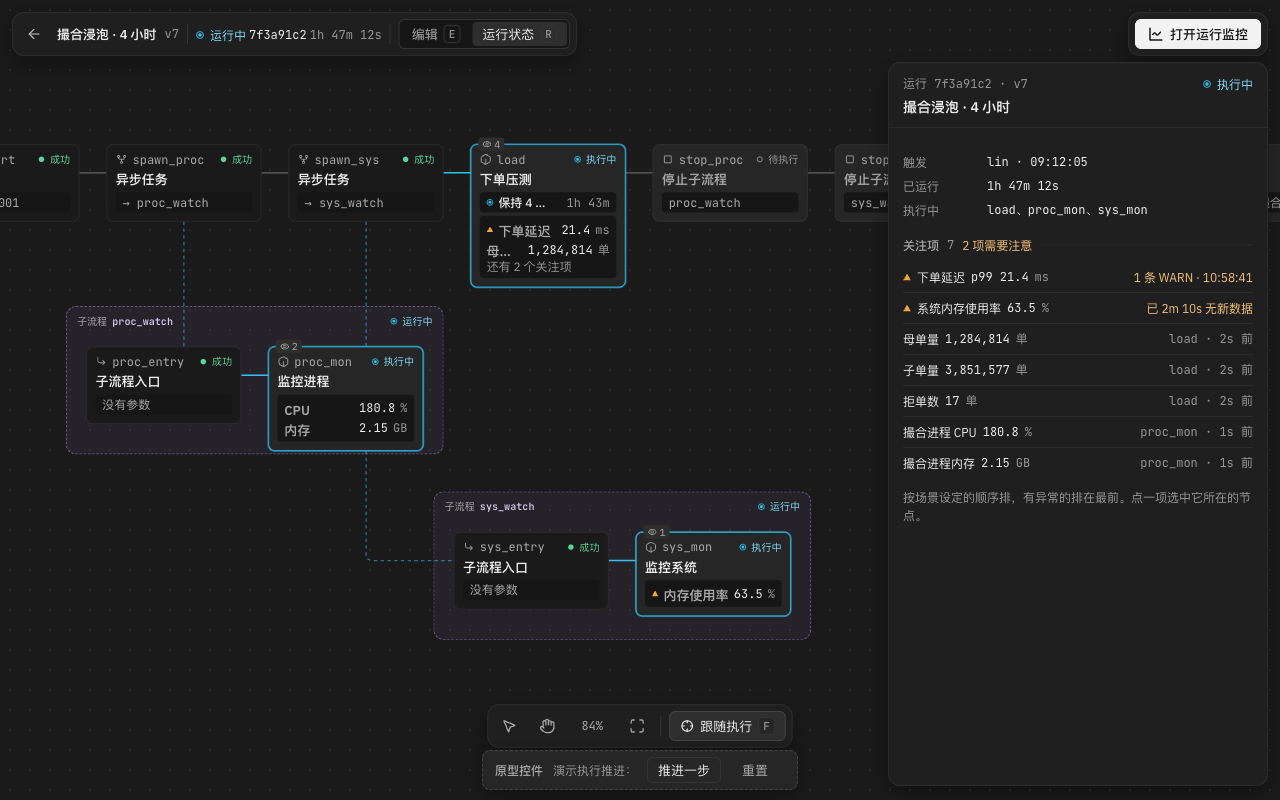 撮合浸泡 · 4 小时 v7 运行中 7f3a91c2 1h 47m 12s 编辑 E 运行状态 R
打开运行监控
rt 成功
001
spawn_proc 成功
异步任务
→ proc_watch
spawn_sys 成功
异步任务
→ sys_watch
4
load 执行中
下单压测
保持 4 ... 1h 43m
下单延迟 21.4 ms
母... 1,284,814 单
还有 2 个关注项
stop_proc 待执行
停止子流程
proc_watch
stop
停止子
sys_w
子流程 proc_watch 运行中
proc_entry 成功
子流程入口
没有参数
2
proc_mon 执行中
监控进程
CPU 180.8 %
内存 2.15 GB
子流程 sys_watch 运行中
sys_entry 成功
子流程入口
没有参数
1
sys_mon 执行中
监控系统
内存使用率 63.5 %
运行 7f3a91c2 · v7 执行中
撮合浸泡 · 4 小时
触发 lin · 09:12:05
已运行 1h 47m 12s
执行中 load、proc_mon、sys_mon
关注项 7 2 项需要注意
下单延迟 p99 21.4 ms 1 条 WARN · 10:58:41
系统内存使用率 63.5 % 已 2m 10s 无新数据
母单量 1,284,814 单 load · 2s 前
子单量 3,851,577 单 load · 2s 前
拒单数 17 单 load · 2s 前
撮合进程 CPU 180.8 % proc_mon · 1s 前
撮合进程内存 2.15 GB proc_mon · 1s 前
按场景设定的顺序排，有异常的排在最前。点一项选中它所在的节
点。
84% 跟随执行 F
原型控件 演示执行推进： 推进一步 重置